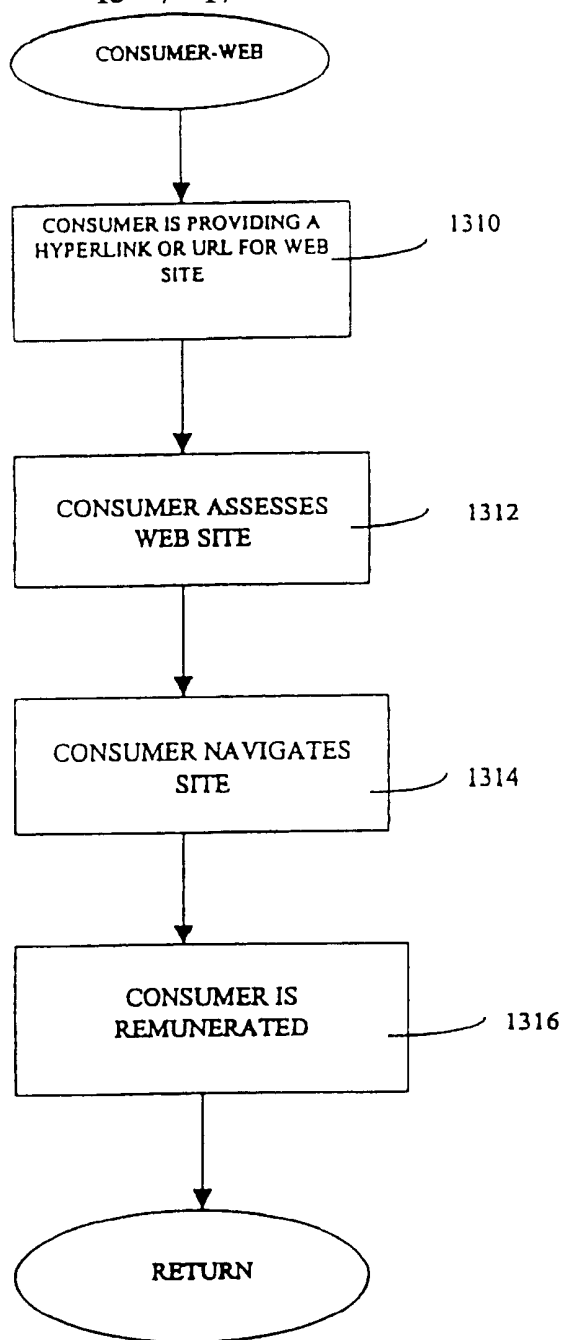 CONSUMER-WEB
CONSUMER IS PROVIDING A
HYPERLINK OR URL FOR WEB
SITE
1310
CONSUMER ASSESSES
WEB SITE
1312
CONSUMER NAVIGATES
SITE
1314
CONSUMER IS
REMUNERATED
1316
RETURN